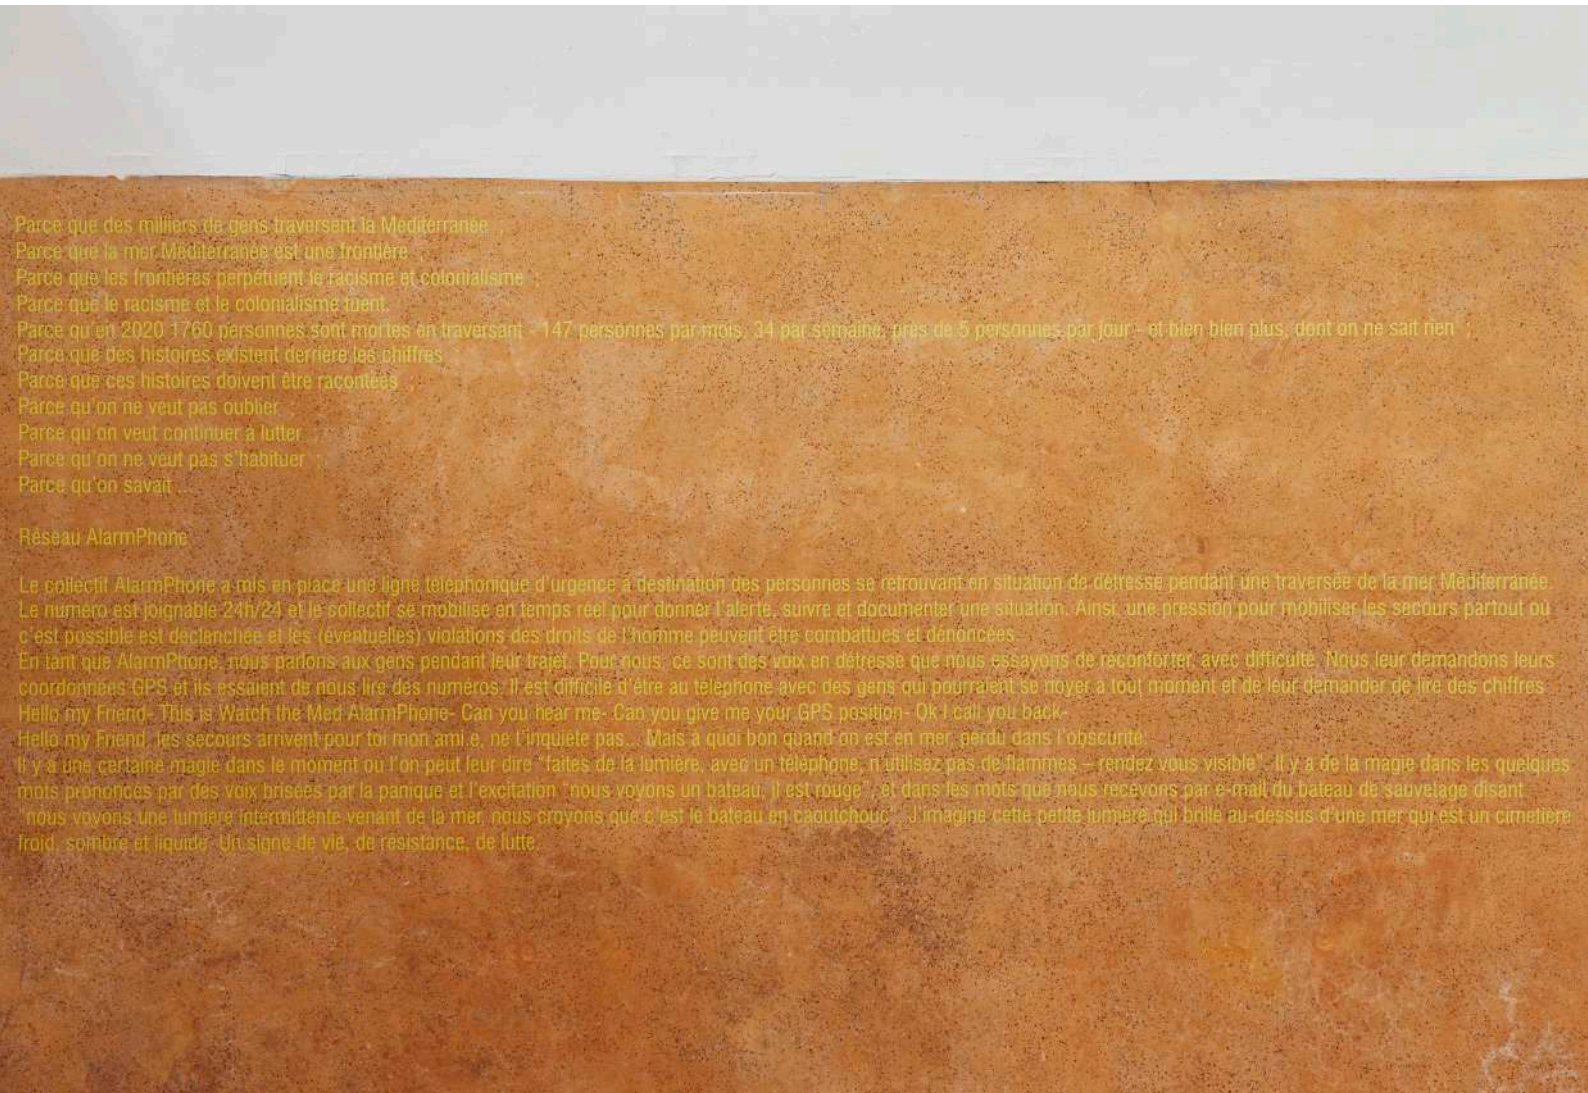 Parce que des milliers de gens traversent la Méditerranée
Parce que la mer Méditerranée est une frontière
Parce que les frontières perpétuent le racisme et colonialisme ;
Parce que le racisme et le colonialisme tuent
Parce qu'en 2020 1760 personnes sont mortes en traversant - 147 personnes par mois, 34 par semaine, près de 5 personnes par jour - et bien bien plus, dont on ne sait rien ;
Parce que des histoires existent derrière les chiffres
Parce que ces histoires doivent être racontées ;
Parce qu'on ne veut pas oublier ;
Parce qu'on veut continuer à lutter
Parce qu'on ne veut pas s'habituer ;
Parce qu'on savait ...
Réseau AlarmPhone
Le collectif AlarmPhone a mis en place une ligne téléphonique d'urgence à destination des personnes se retrouvant en situation de détresse pendant une traversée de la mer Méditerranée.
Le numéro est joignable 24h/24 et le collectif se mobilise en temps réel pour donner l'alerte, suivre et documenter une situation. Ainsi, une pression pour mobiliser les secours partout où
c'est possible est déclenchée et les (éventuelles) violations des droits de l'homme peuvent être combattues et dénoncées.
En tant que AlarmPhone, nous parlons aux gens pendant leur trajet. Pour nous, ce sont des voix en détresse que nous essayons de réconforter, avec difficulté. Nous leur demandons leurs
coordonnées GPS et ils essaient de nous lire des numéros. Il est difficile d'être au téléphone avec des gens qui pourraient se noyer à tout moment et de leur demander de lire des chiffres
Hello my Friend- This is Watch the Med AlarmPhone- Can you hear me- Can you give me your GPS position- Ok I call you back-
Hello my Friend, les secours arrivent pour toi mon ami.e, ne t'inquiète pas... Mais à quoi bon quand on est en mer, perdu dans l'obscurité.
Il y a une certaine magie dans le moment où l'on peut leur dire "faites de la lumière, avec un téléphone, n'utilisez pas de flammes – rendez vous visible". Il y a de la magie dans les quelques
mots prononcés par des voix brisées par la panique et l'excitation "nous voyons un bateau, il est rouge", et dans les mots que nous recevons par e-mail du bateau de sauvetage disant
"nous voyons une lumière intermittente venant de la mer, nous croyons que c'est le bateau en caoutchouc". J'imagine cette petite lumière qui brille au-dessus d'une mer qui est un cimetière
froid, sombre et liquide. Un signe de vie, de résistance, de lutte.